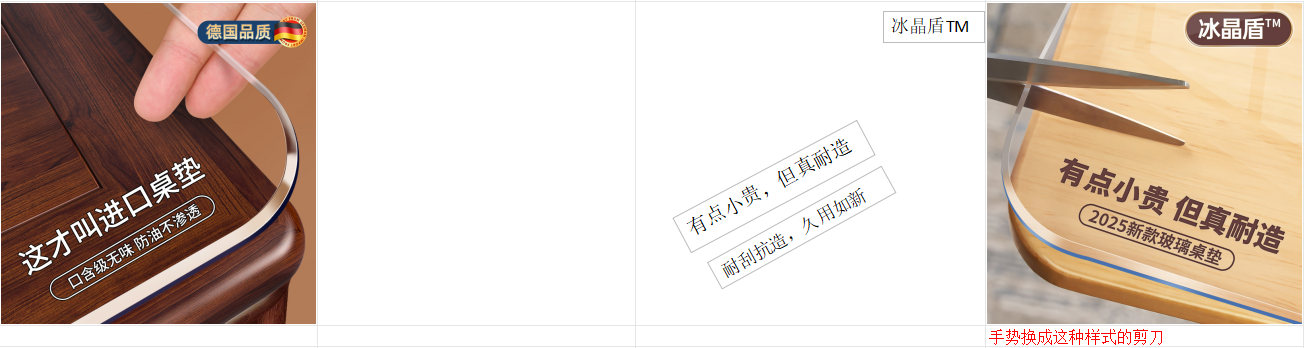 德国品质
这才叫进口桌垫
口含级无味 防油不渗透
冰晶盾TM
有点小贵，但真耐造
耐刮抗造，久用如新
冰晶盾TM
有点小贵 但真耐造
2025新款玻璃桌垫
手势换成这种样式的剪刀